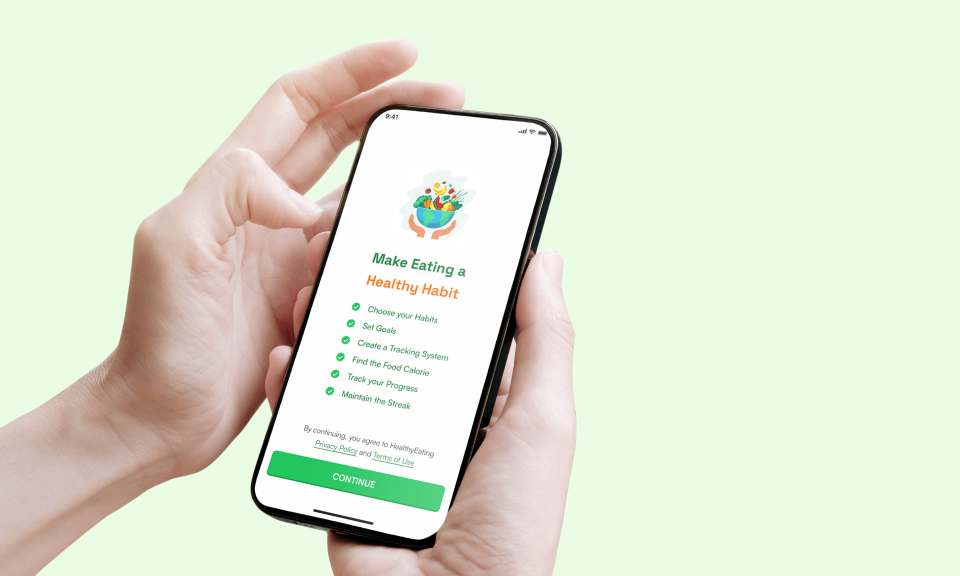 9:41
Make Eating a
Healthy Habit
Choose your Habits
Set Goals
Create a Tracking System
Find the Food Calorie
Track your Progress
Maintain the Streak
By continuing, you agree to HealthyEating
Privacy Policy and Terms of Use
CONTINUE